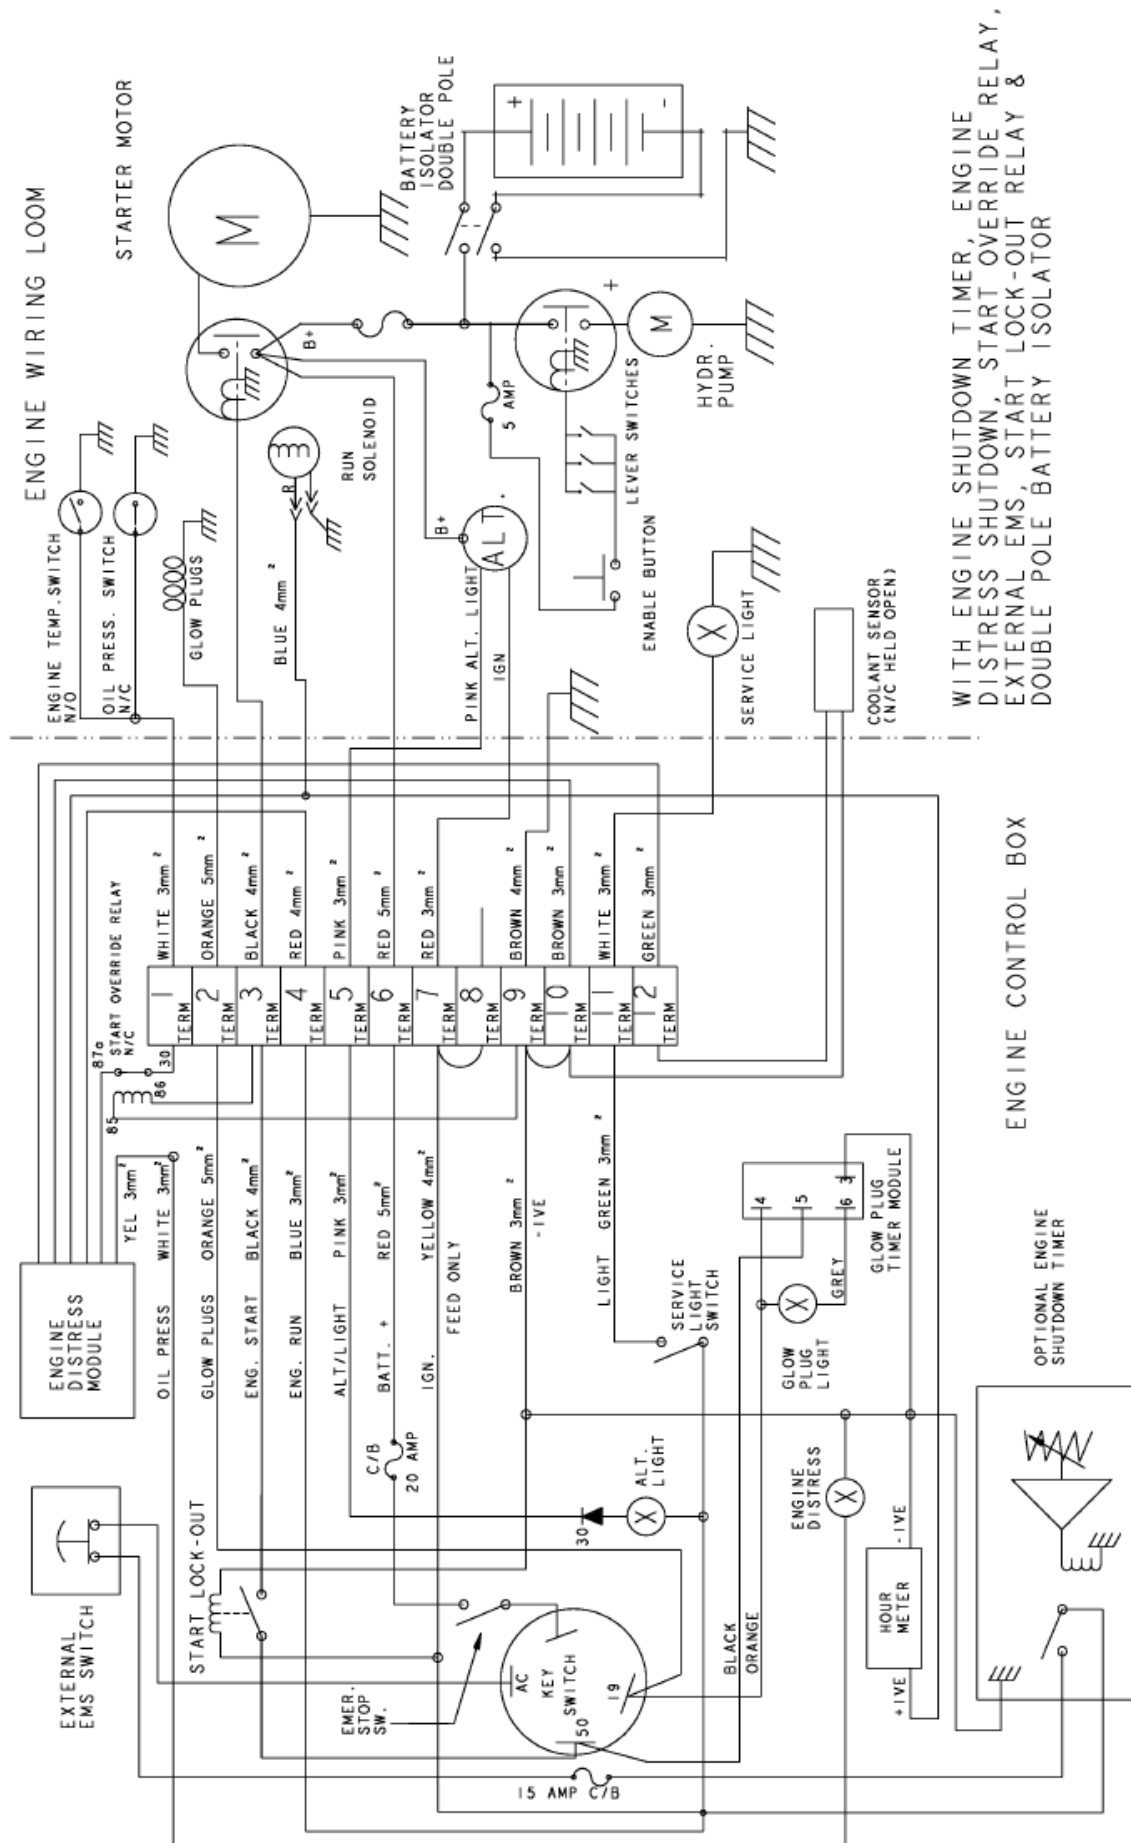 ENGINE WIRING LOOM
STARTER MOTOR
M
BATTERY
ISOLATOR
DOUBLE POLE
+
-
ENGINE TEMP. SWITCH
N/O
OIL PRESS. SWITCH
N/C
GLOW PLUGS
BLUE 4mm²
R
RUN
SOLENOID
B+
B+
PINK ALT. LIGHT
IGN
ALT.
5 AMP
+
M
HYDR.
PUMP
LEVER SWITCHES
ENABLE BUTTON
X
SERVICE LIGHT
COOLANT SENSOR
(N/C HELD OPEN)
WITH ENGINE SHUTDOWN TIMER, ENGINE
DISTRESS SHUTDOWN, START OVERRIDE RELAY,
EXTERNAL EMS, START LOCK-OUT RELAY &
DOUBLE POLE BATTERY ISOLATOR
START OVERRIDE RELAY
N/C
87a
30
85
86
WHITE 3mm²
ORANGE 5mm²
BLACK 4mm²
RED 4mm²
PINK 3mm²
RED 5mm²
RED 3mm²
BROWN 4mm²
BROWN 3mm²
WHITE 3mm²
GREEN 3mm²
TERM 1
TERM 2
TERM 3
TERM 4
TERM 5
TERM 6
TERM 7
TERM 8
TERM 9
TERM 10
TERM 11
TERM 12
ENGINE CONTROL BOX
ENGINE
DISTRESS
MODULE
YEL 3mm²
OIL PRESS WHITE 3mm²
GLOW PLUGS ORANGE 5mm²
ENG. START BLACK 4mm²
ENG. RUN BLUE 3mm²
ALT/LIGHT PINK 3mm²
BATT. + RED 5mm²
IGN. YELLOW 4mm²
FEED ONLY
BROWN 3mm²
-IVE
LIGHT GREEN 3mm²
SERVICE
LIGHT
SWITCH
4
5
6 3
GREY
GLOW PLUG
TIMER MODULE
X
GLOW
PLUG
LIGHT
OPTIONAL ENGINE
SHUTDOWN TIMER
EXTERNAL
EMS SWITCH
START LOCK-OUT
C/B
20 AMP
30
X
ALT.
LIGHT
ENGINE
DISTRESS
X
EMER.
STOP
SW.
AC
KEY
SWITCH
19
50
BLACK
ORANGE
HOUR
METER
+IVE
-IVE
15 AMP C/B